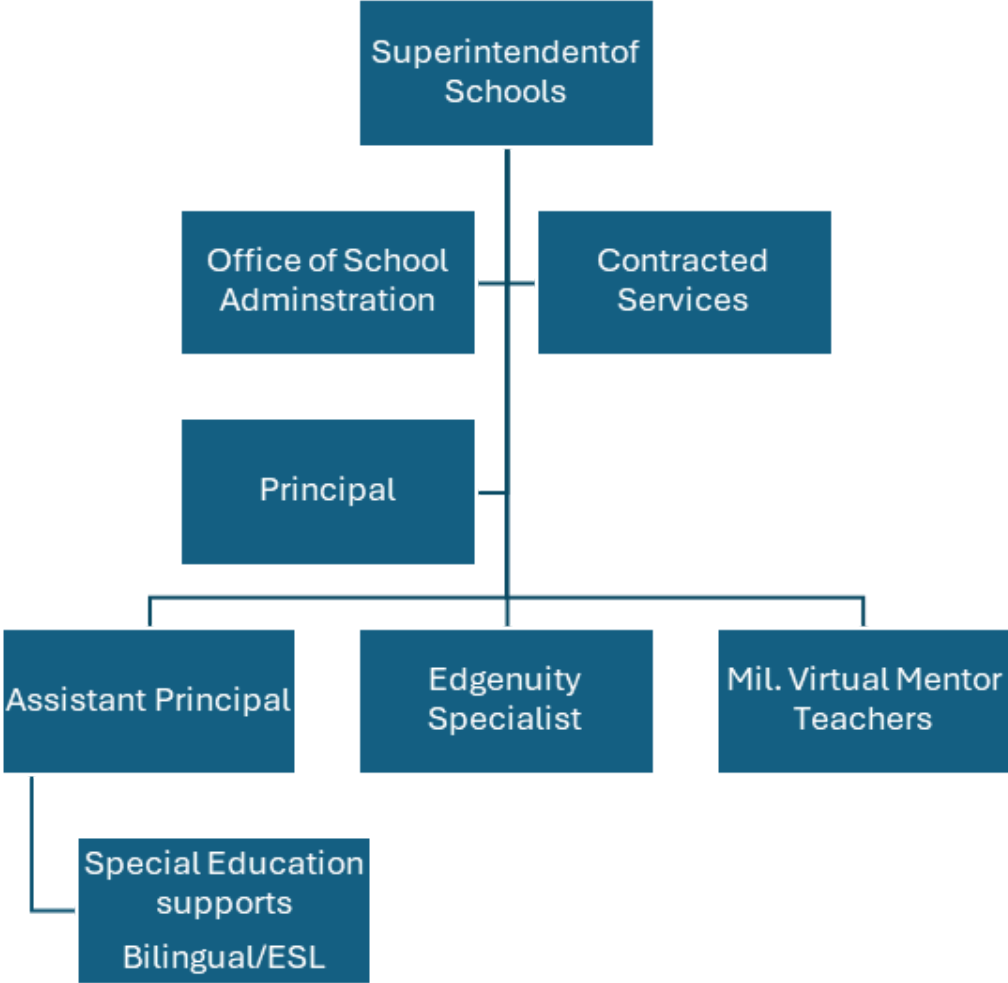 Superintendentof
Schools
Office of School
Adminstration
Contracted
Services
Principal
Assistant Principal
Edgenuity
Specialist
Mil. Virtual Mentor
Teachers
Special Education
supports
Bilingual/ESL